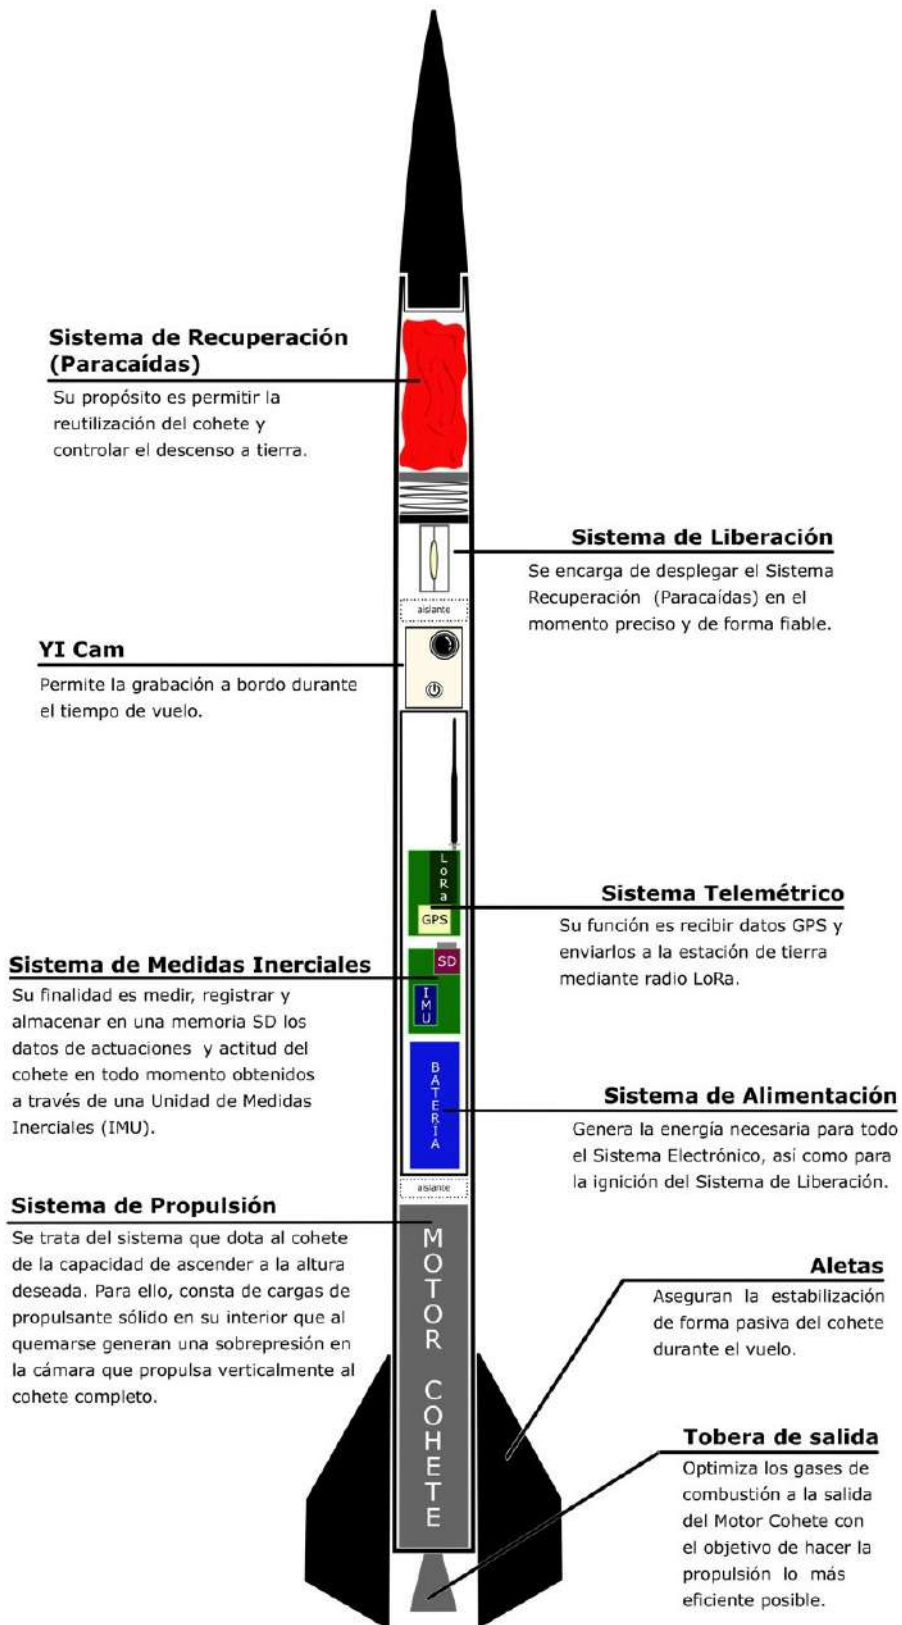 Sistema de Recuperación
(Paracaídas)
Su propósito es permitir la
reutilización del cohete y
controlar el descenso a tierra.
Sistema de Liberación
Se encarga de desplegar el Sistema
Recuperación (Paracaídas) en el
momento preciso y de forma fiable.
aislante
YI Cam
Permite la grabación a bordo durante
el tiempo de vuelo.
LoRa
GPS
Sistema Telemétrico
Su función es recibir datos GPS y
enviarlos a la estación de tierra
mediante radio LoRa.
SD
IMU
Sistema de Medidas Inerciales
Su finalidad es medir, registrar y
almacenar en una memoria SD los
datos de actuaciones y actitud del
cohete en todo momento obtenidos
a través de una Unidad de Medidas
Inerciales (IMU).
BATERÍA
Sistema de Alimentación
Genera la energía necesaria para todo
el Sistema Electrónico, así como para
la ignición del Sistema de Liberación.
aislante
Sistema de Propulsión
Se trata del sistema que dota al cohete
de la capacidad de ascender a la altura
deseada. Para ello, consta de cargas de
propulsante sólido en su interior que al
quemarse generan una sobrepresión en
la cámara que propulsa verticalmente al
cohete completo.
MOTOR COHETE
Aletas
Aseguran la estabilización
de forma pasiva del cohete
durante el vuelo.
Tobera de salida
Optimiza los gases de
combustión a la salida
del Motor Cohete con
el objetivo de hacer la
propulsión lo más
eficiente posible.